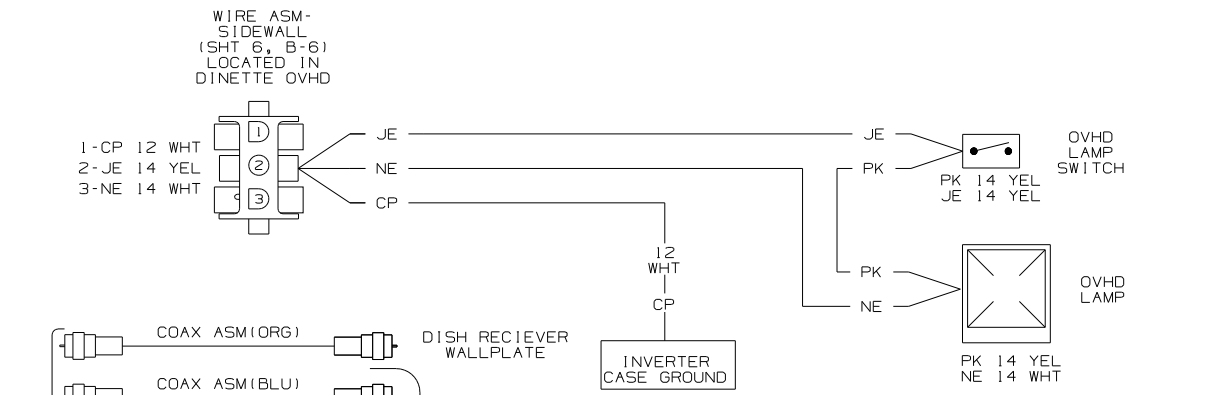 WIRE ASM-
SIDEWALL
(SHT 6, B-6)
LOCATED IN
DINETTE OVHD
1-CP 12 WHT
2-JE 14 YEL
3-NE 14 WHT
1
2
3
JE
NE
CP
JE
PK
OVHD
LAMP
SWITCH
PK 14 YEL
JE 14 YEL
12
WHT
CP
PK
NE
OVHD
LAMP
PK 14 YEL
NE 14 WHT
INVERTER
CASE GROUND
COAX ASM(ORG)
DISH RECIEVER
WALLPLATE
COAX ASM(BLU)